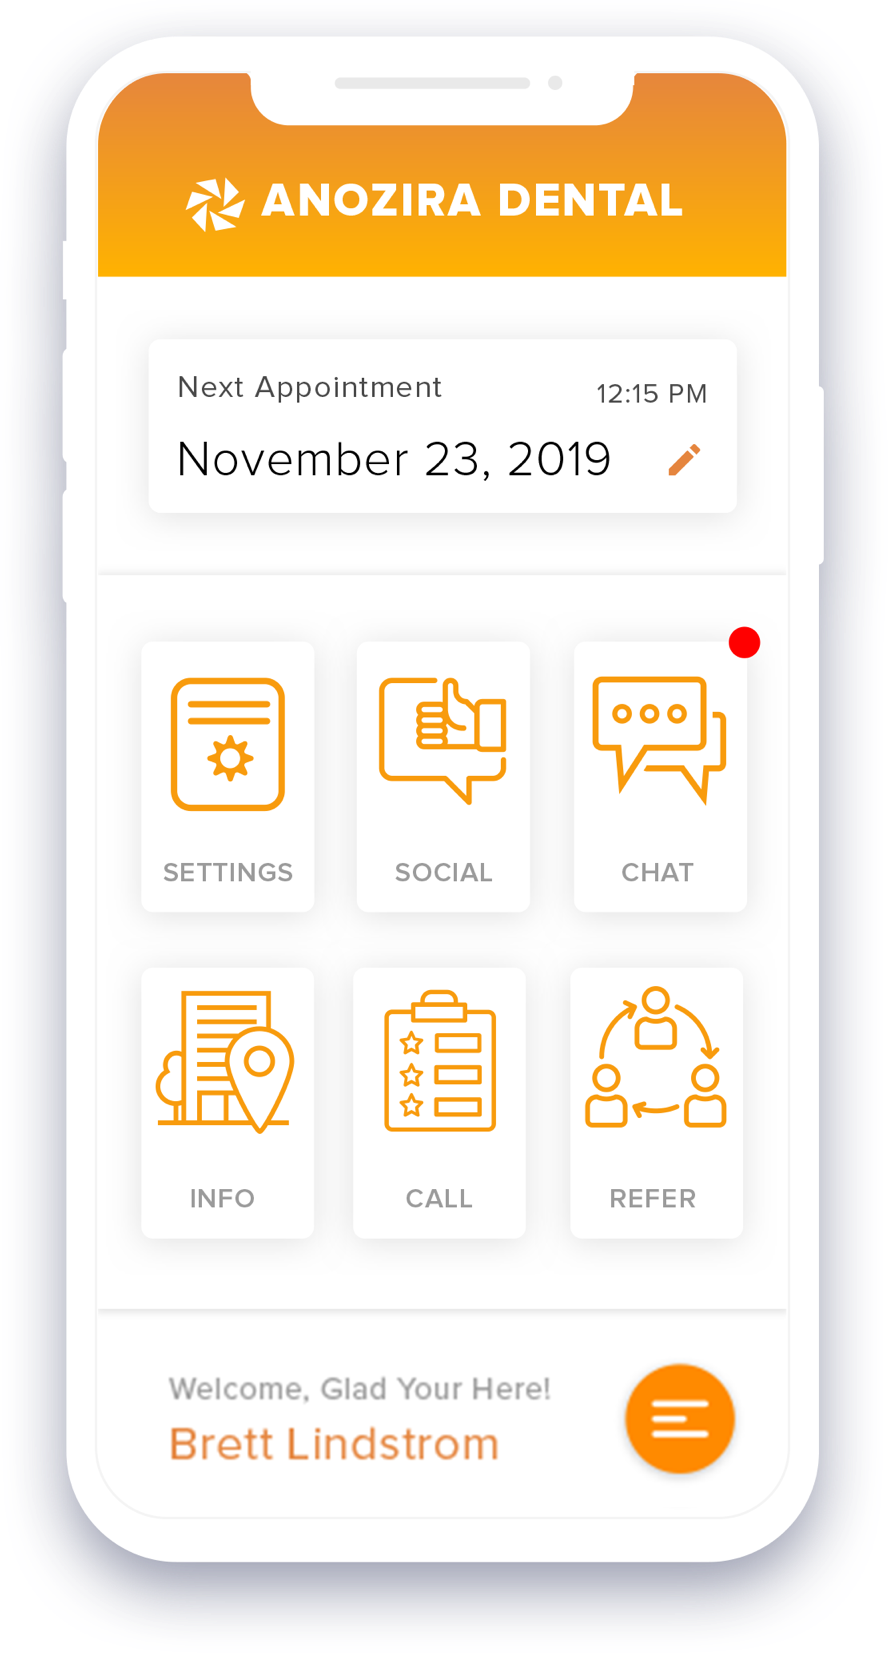 ANOZIRA DENTAL
Next Appointment
12:15 PM
November 23, 2019
SETTINGS
SOCIAL
CHAT
INFO
CALL
REFER
Welcome, Glad Your Here!
Brett Lindstrom